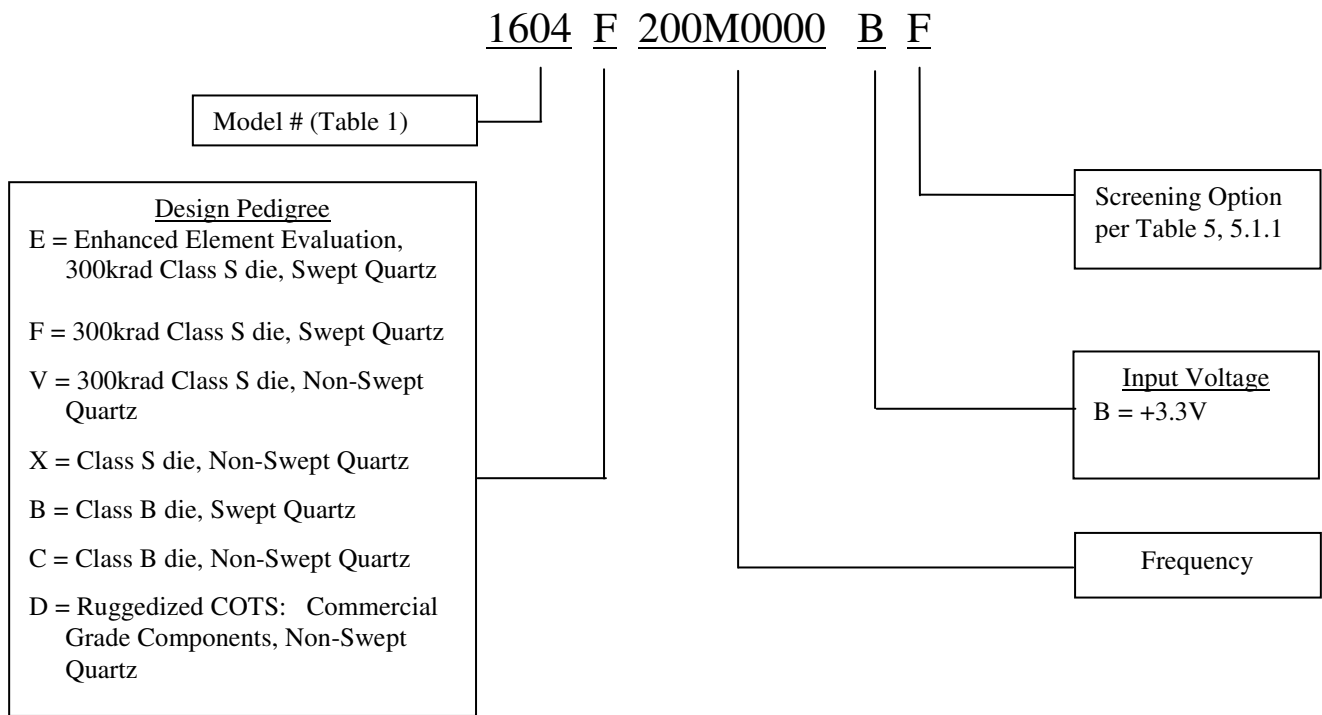 1604 F 200M0000 B F
Model # (Table 1)
Design Pedigree
E = Enhanced Element Evaluation,
300krad Class S die, Swept Quartz
F = 300krad Class S die, Swept Quartz
V = 300krad Class S die, Non-Swept
Quartz
X = Class S die, Non-Swept Quartz
B = Class B die, Swept Quartz
C = Class B die, Non-Swept Quartz
D = Ruggedized COTS: Commercial
Grade Components, Non-Swept
Quartz
Screening Option
per Table 5, 5.1.1
Input Voltage
B = +3.3V
Frequency